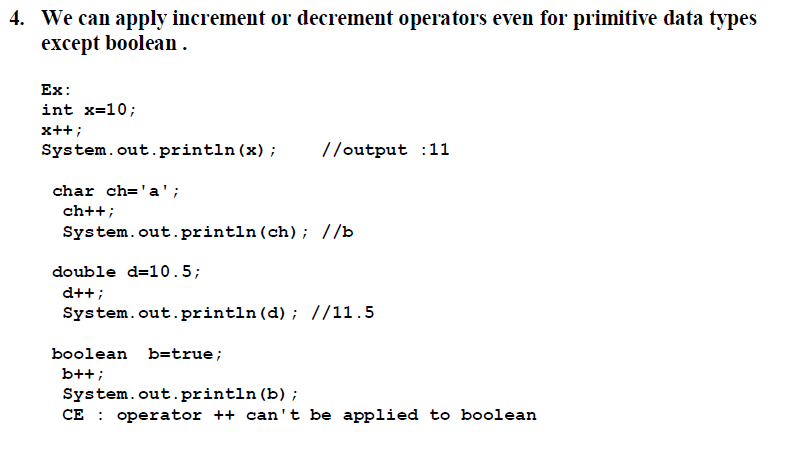 4. We can apply increment or decrement operators even for primitive data types
except boolean .
Ex:
int x=10;
x++;
System.out.println(x);    //output :11
char ch='a';
ch++;
System.out.println(ch); //b
double d=10.5;
d++;
System.out.println(d); //11.5
boolean  b=true;
b++;
System.out.println(b);
CE : operator ++ can't be applied to boolean